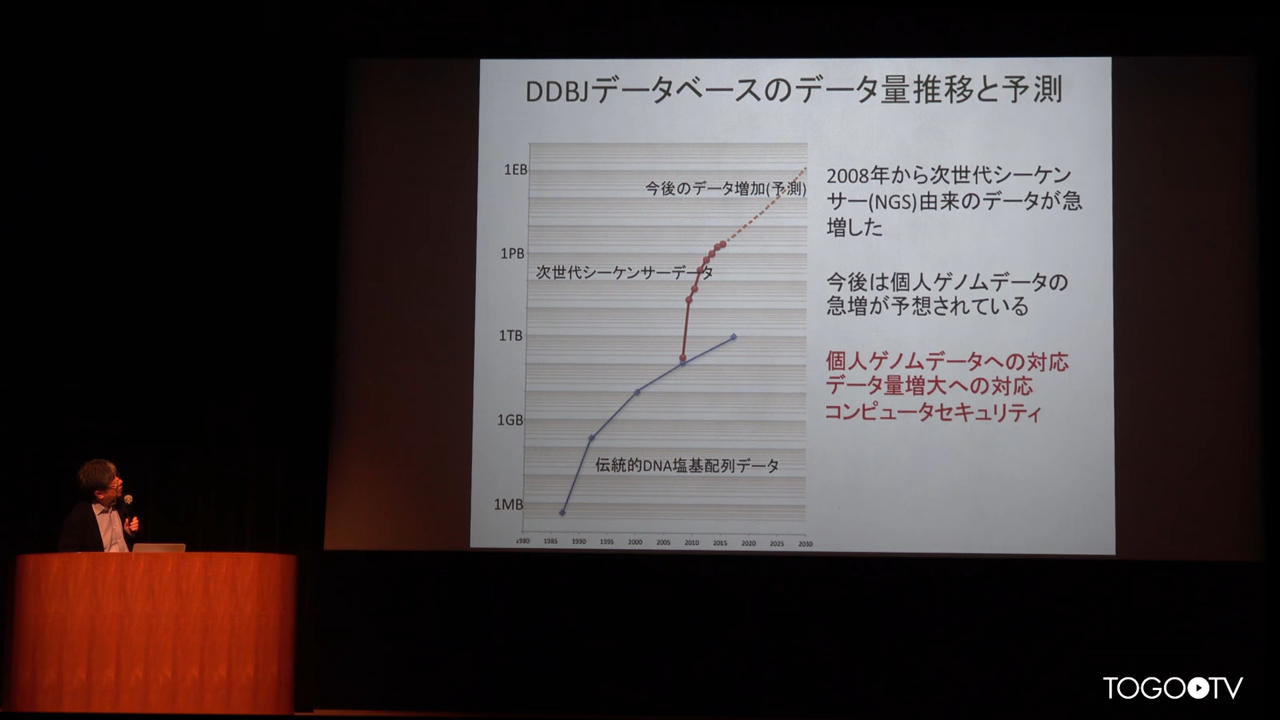 DDBJデータベースのデータ量推移と予測
1EB
今後のデータ増加(予測)
1PB
次世代シーケンサーデータ
1TB
1GB
伝統的DNA塩基配列データ
1MB
1980 1985 1990 1995 2000 2005 2010 2015 2020 2025 2030
2008年から次世代シーケン
サー(NGS)由来のデータが急
増した
今後は個人ゲノムデータの
急増が予想されている
個人ゲノムデータへの対応
データ量増大への対応
コンピュータセキュリティ
TOGO TV